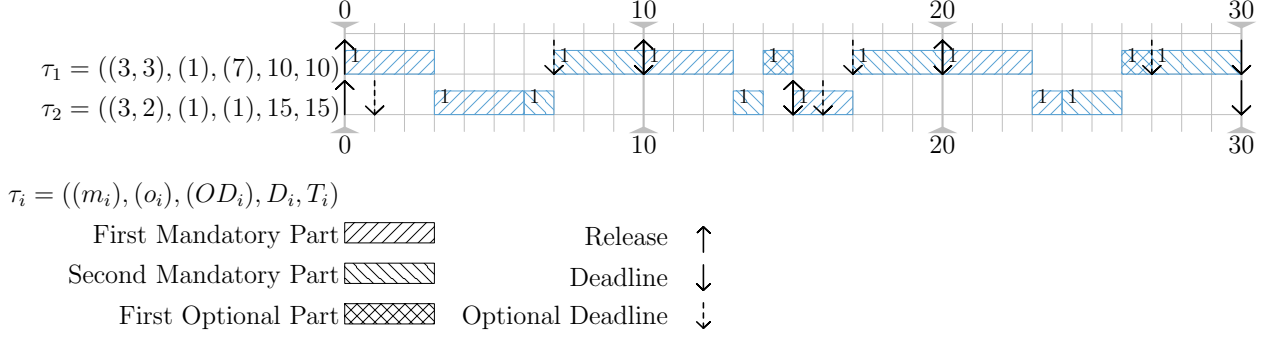 0 10 20 30
τ₁ = ((3, 3), (1), (7), 10, 10) 1 1 1 1 1 1 1 1
τ₂ = ((3, 2), (1), (1), 15, 15) 1 1 1 1 1 1
0 10 20 30
τᵢ = ((mᵢ), (oᵢ), (ODᵢ), Dᵢ, Tᵢ)
First Mandatory Part Release
Second Mandatory Part Deadline
First Optional Part Optional Deadline